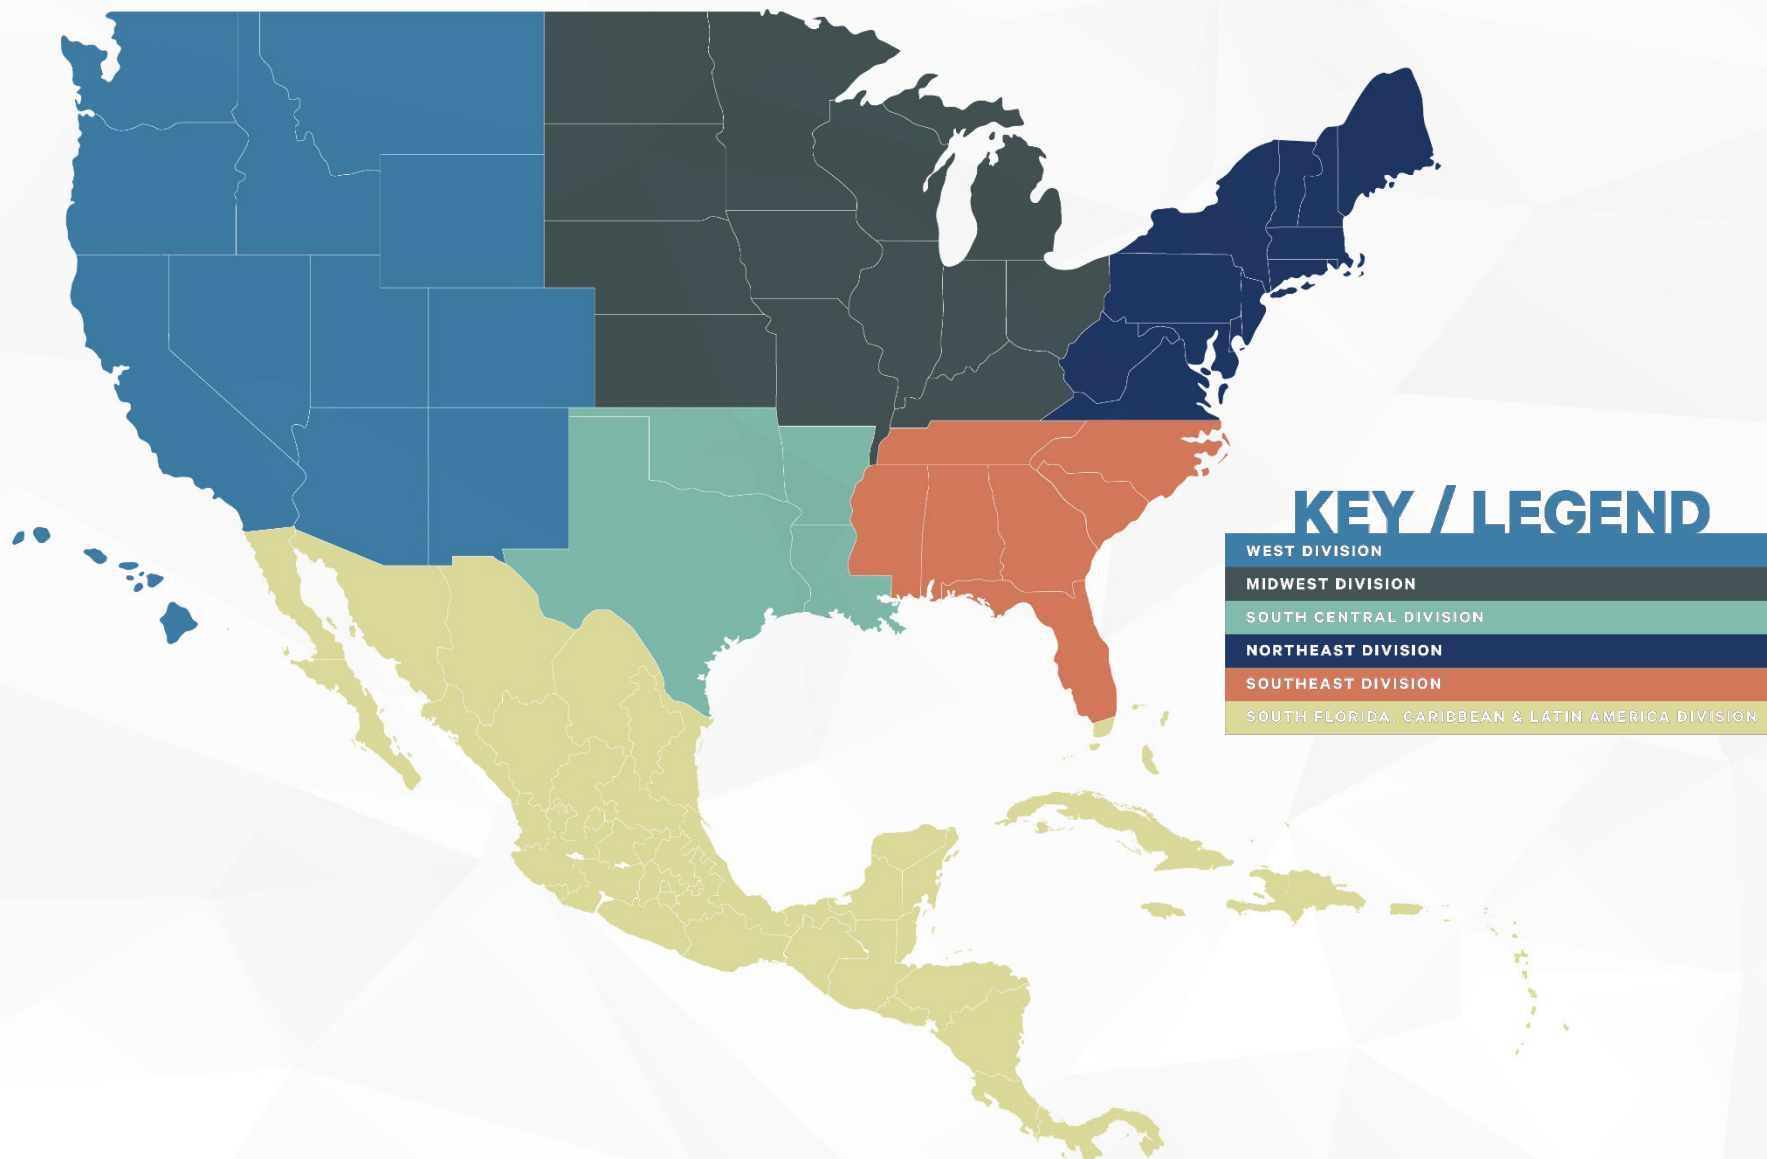 KEY / LEGEND
WEST DIVISION
MIDWEST DIVISION
SOUTH CENTRAL DIVISION
NORTHEAST DIVISION
SOUTHEAST DIVISION
SOUTH FLORIDA, CARIBBEAN & LATIN AMERICA DIVISION